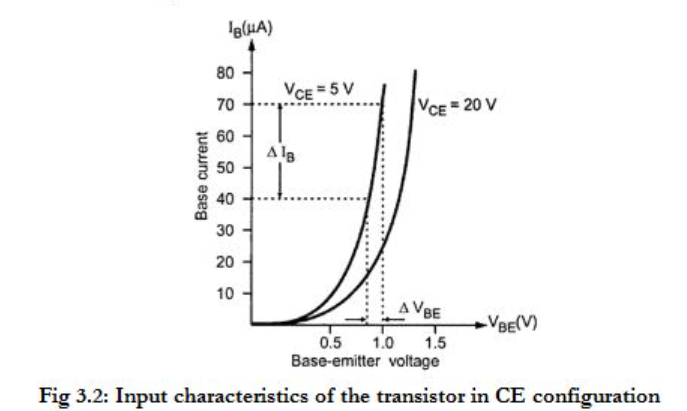 I_B(μA)
80
V_CE = 5 V
70
V_CE = 20 V
60
Δ I_B
50
Base current
40
30
20
10
Δ V_BE
V_BE(V)
0.5 1.0 1.5
Base-emitter voltage
Fig 3.2: Input characteristics of the transistor in CE configuration